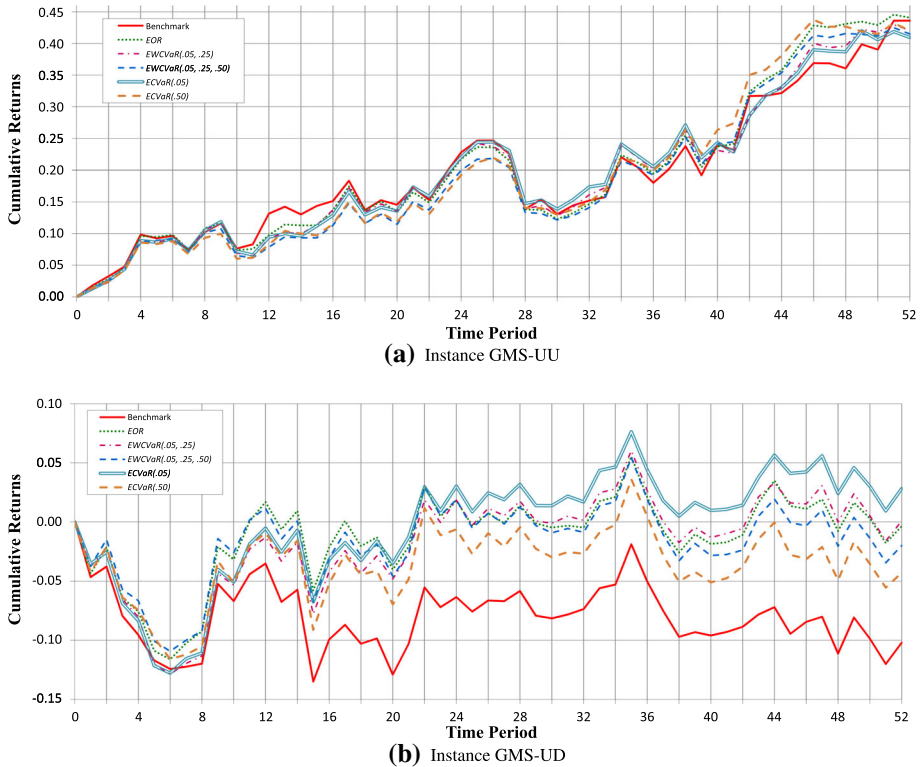 0.45
0.40
0.35
0.30
0.25
0.20
0.15
0.10
0.05
0.00
Cumulative Returns
Benchmark
EOR
EWCVaR(.05, .25)
EWCVaR(.05, .25, .50)
ECVaR(.05)
ECVaR(.50)
0 4 8 12 16 20 24 28 32 36 40 44 48 52
Time Period
(a) Instance GMS-UU
0.10
0.05
0.00
-0.05
-0.10
-0.15
Cumulative Returns
Benchmark
EOR
EWCVaR(.05, .25)
EWCVaR(.05, .25, .50)
ECVaR(.05)
ECVaR(.50)
0 4 8 12 16 20 24 28 32 36 40 44 48 52
Time Period
(b) Instance GMS-UD